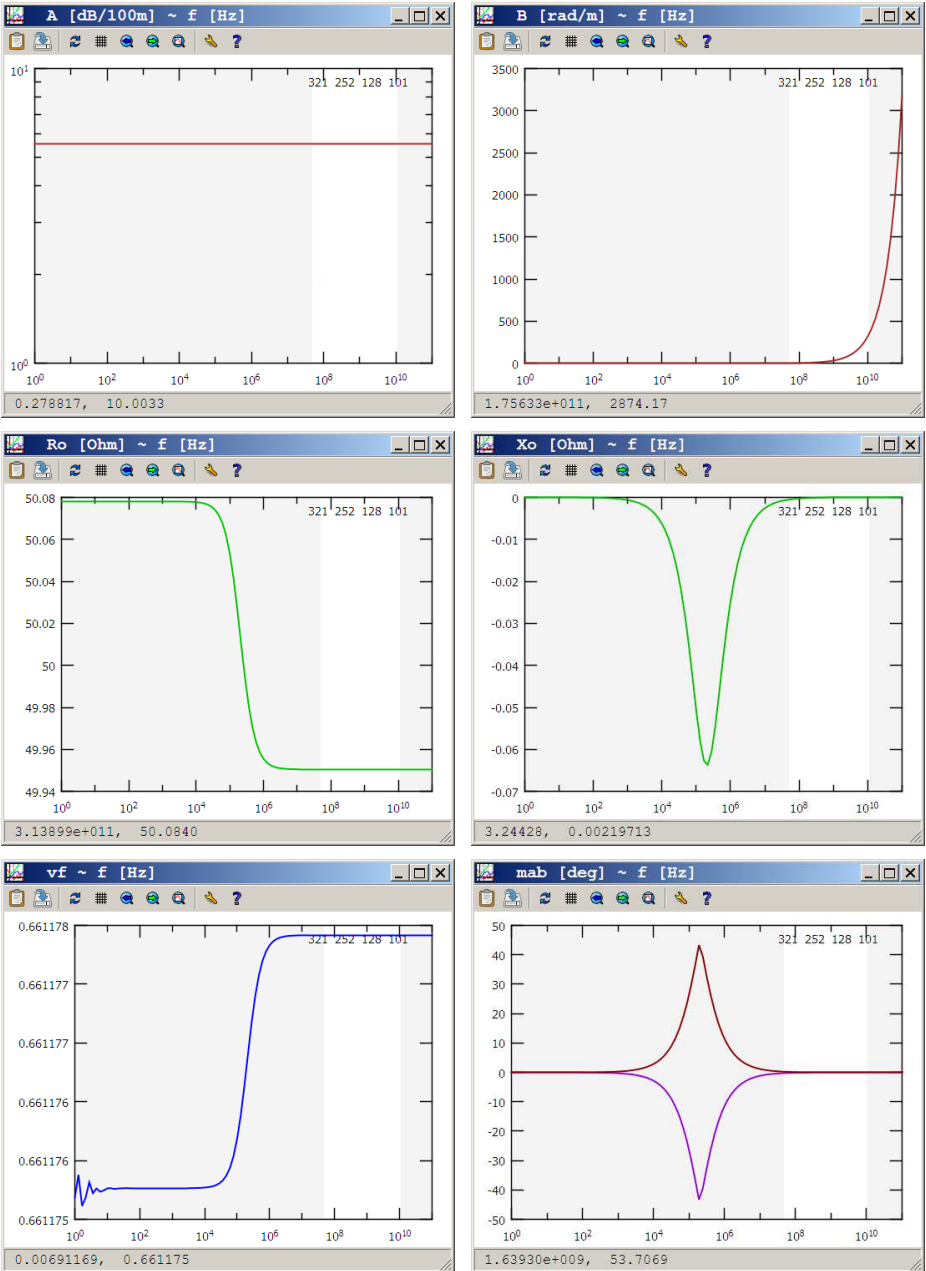 A [dB/100m] ~ f [Hz]
?
10¹
321 252 128 101
10⁰
10⁰ 10² 10⁴ 10⁶ 10⁸ 10¹⁰
0.278817, 10.0033
B [rad/m] ~ f [Hz]
?
3500
321 252 128 101
3000
2500
2000
1500
1000
500
0
10⁰ 10² 10⁴ 10⁶ 10⁸ 10¹⁰
1.75633e+011, 2874.17
Ro [Ohm] ~ f [Hz]
?
50.08
321 252 128 101
50.06
50.04
50.02
50
49.98
49.96
49.94
10⁰ 10² 10⁴ 10⁶ 10⁸ 10¹⁰
3.13899e+011, 50.0840
Xo [Ohm] ~ f [Hz]
?
0
321 252 128 101
-0.01
-0.02
-0.03
-0.04
-0.05
-0.06
-0.07
10⁰ 10² 10⁴ 10⁶ 10⁸ 10¹⁰
3.24428, 0.00219713
vf ~ f [Hz]
?
0.661178
321 252 128 101
0.661177
0.661177
0.661176
0.661176
0.661175
10⁰ 10² 10⁴ 10⁶ 10⁸ 10¹⁰
0.00691169, 0.661175
mab [deg] ~ f [Hz]
?
50
321 252 128 101
40
30
20
10
0
-10
-20
-30
-40
-50
10⁰ 10² 10⁴ 10⁶ 10⁸ 10¹⁰
1.63930e+009, 53.7069